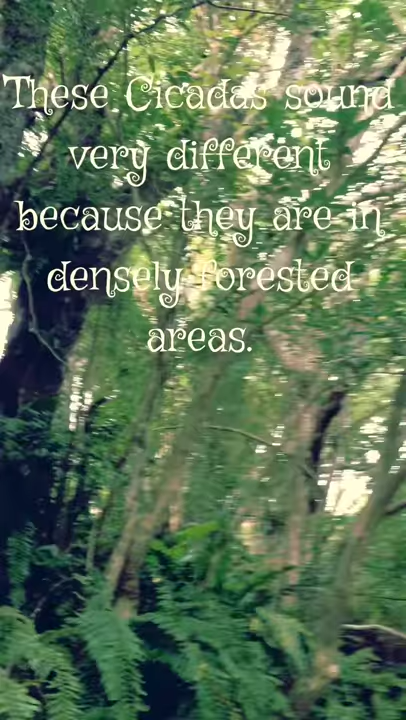 These Cicadas sound
very different
because they are in
densely forested
areas.